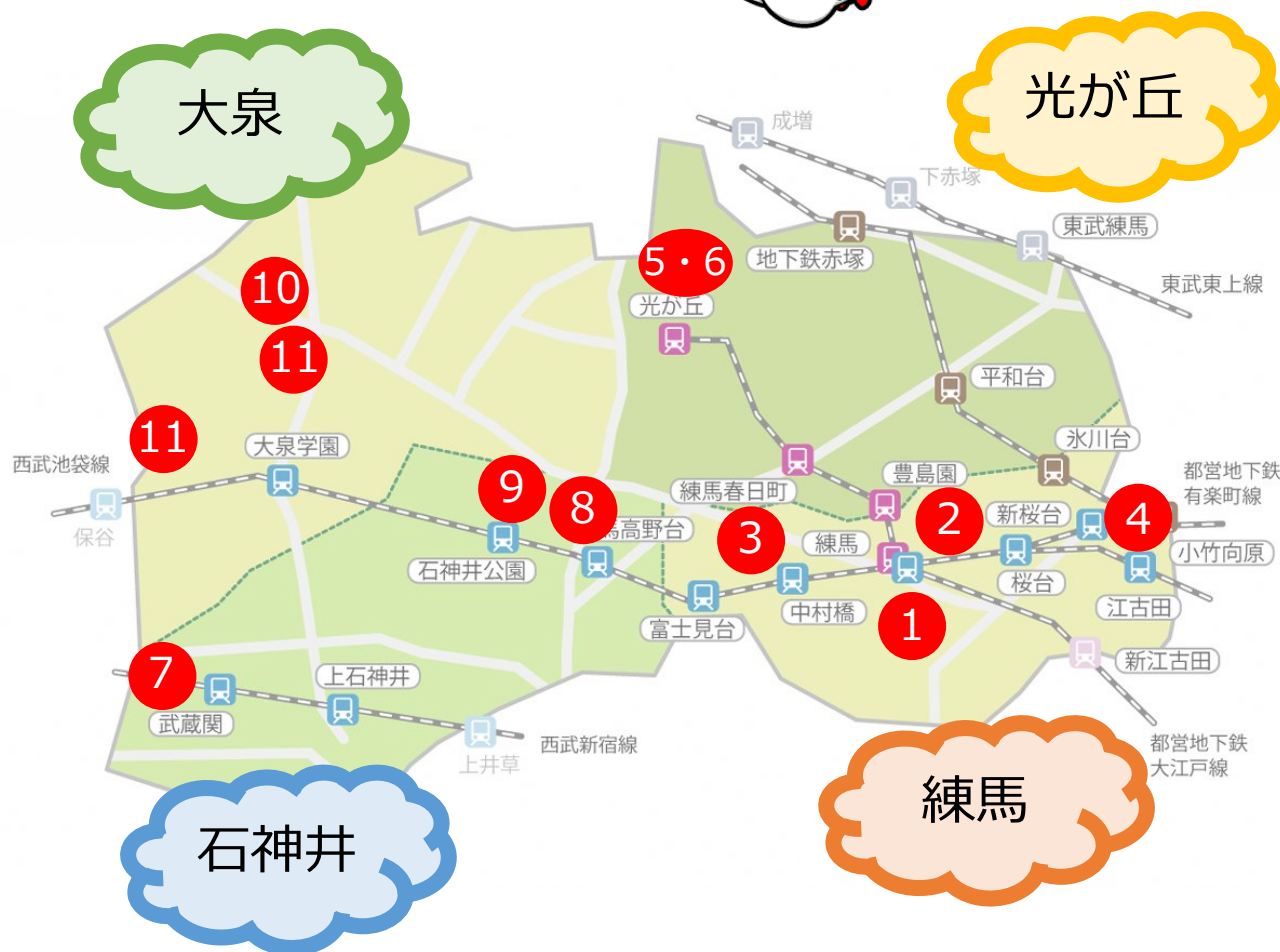 大泉
光が丘
成増
下赤塚
東武練馬
地下鉄赤塚
東武東上線
5・6
光が丘
10
11
平和台
11
大泉学園
氷川台
西武池袋線
豊島園
都営地下鉄
有楽町線
9
8
練馬春日町
2
新桜台
4
保谷
馬高野台
3
練馬
小竹向原
石神井公園
桜台
中村橋
江古田
富士見台
1
7
上石神井
新江古田
武蔵関
西武新宿線
上井草
都営地下鉄
大江戸線
練馬
石神井